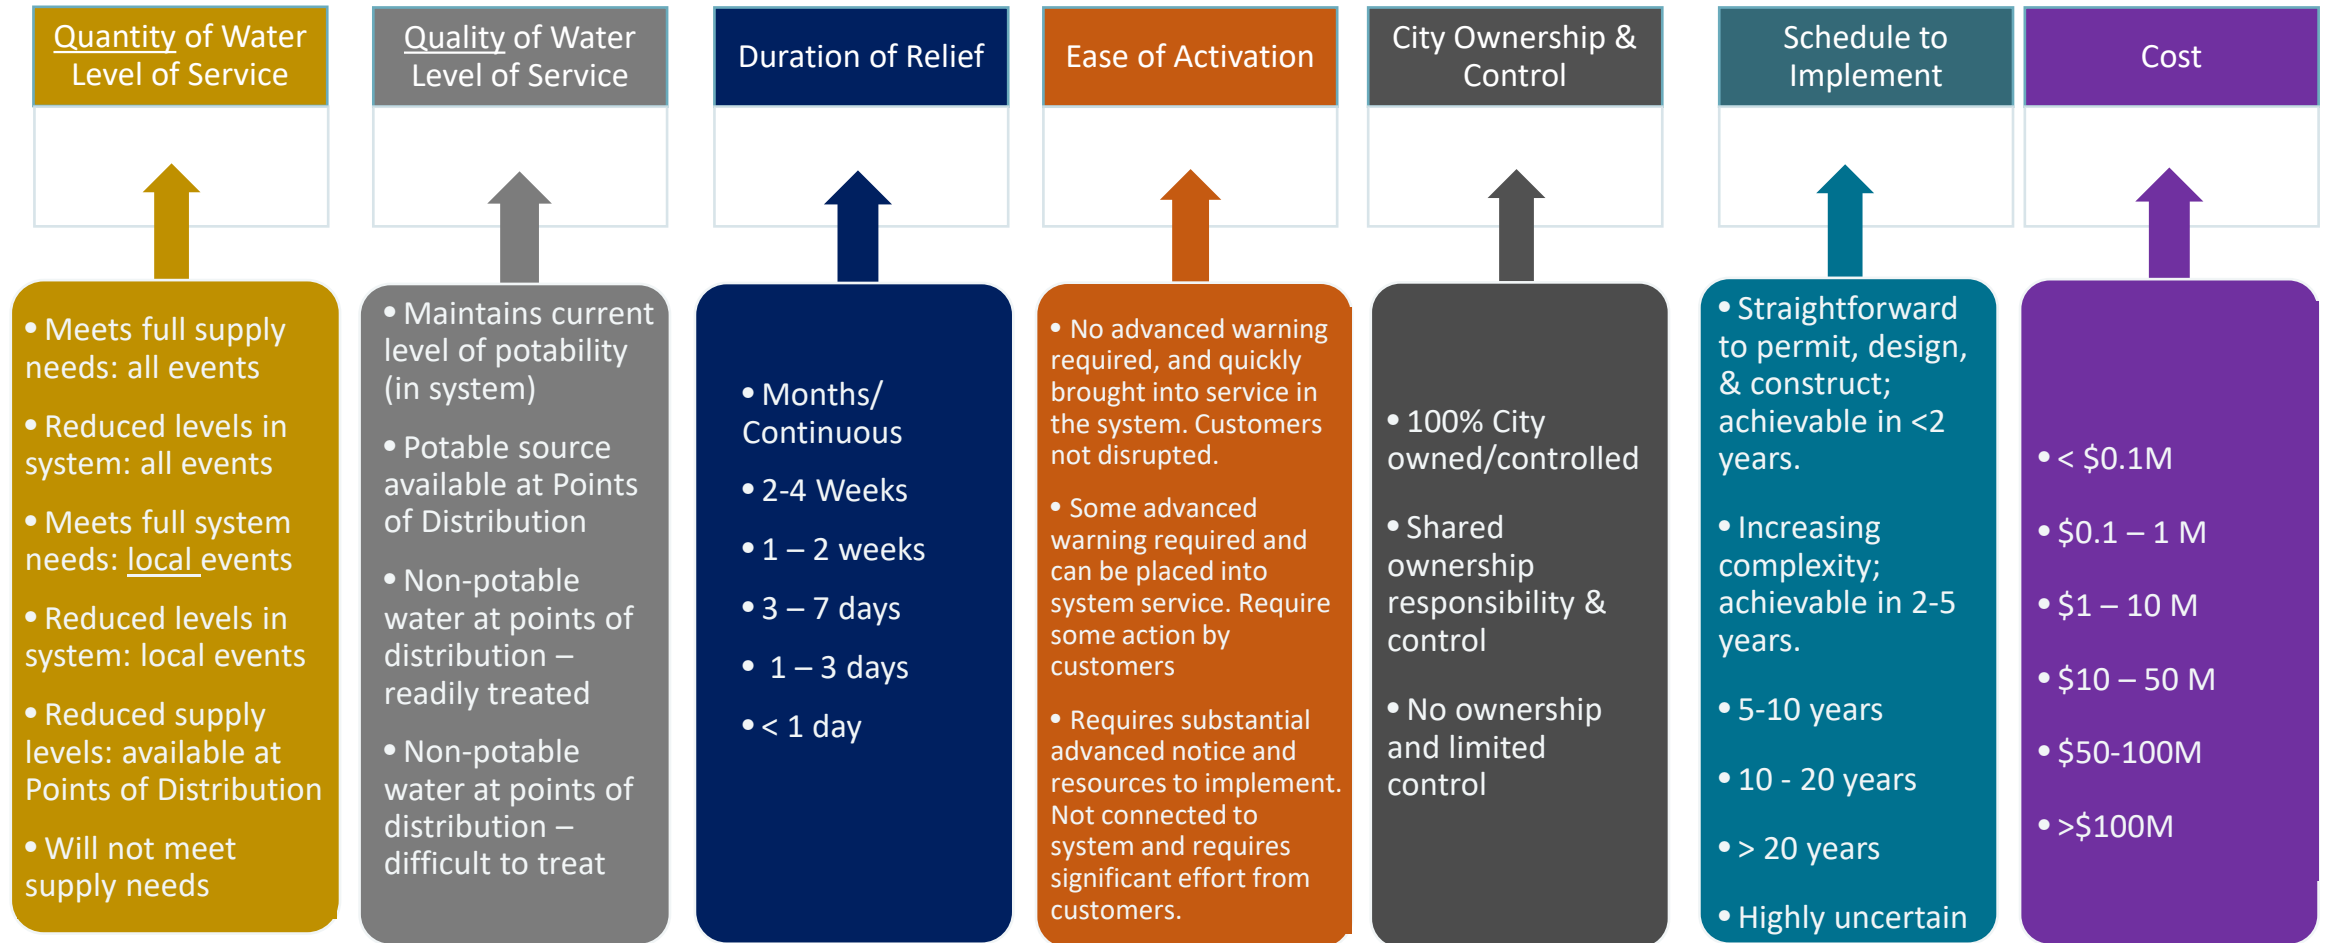 Quantity of Water
Level of Service
Quality of Water
Level of Service
Duration of Relief
Ease of Activation
City Ownership &
Control
Schedule to
Implement
Cost
• Meets full supply
needs: all events
• Reduced levels in
system: all events
• Meets full system
needs: local events
• Reduced levels in
system: local events
• Reduced supply
levels: available at
Points of Distribution
• Will not meet
supply needs
• Maintains current
level of potability
(in system)
• Potable source
available at Points
of Distribution
• Non-potable
water at points of
distribution –
readily treated
• Non-potable
water at points of
distribution –
difficult to treat
• Months/
Continuous
• 2-4 Weeks
• 1 – 2 weeks
• 3 – 7 days
• 1 – 3 days
• < 1 day
• No advanced warning
required, and quickly
brought into service in
the system. Customers
not disrupted.
• Some advanced
warning required and
can be placed into
system service. Require
some action by
customers
• Requires substantial
advanced notice and
resources to implement.
Not connected to
system and requires
significant effort from
customers.
• 100% City
owned/controlled
• Shared
ownership
responsibility &
control
• No ownership
and limited
control
• Straightforward
to permit, design,
& construct;
achievable in <2
years.
• Increasing
complexity;
achievable in 2-5
years.
• 5-10 years
• 10 - 20 years
• > 20 years
• Highly uncertain
• < $0.1M
• $0.1 – 1 M
• $1 – 10 M
• $10 – 50 M
• $50-100M
• >$100M